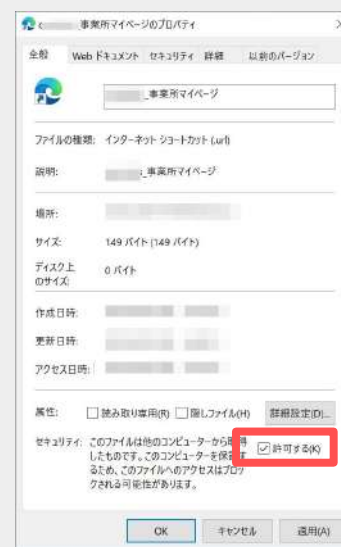 _事業所マイページのプロパティ
全般 Web ドキュメント セキュリティ 詳細 以前のバージョン
_事業所マイページ
ファイルの種類: インターネット ショートカット (.url)
説明: _事業所マイページ
場所:
サイズ: 149 バイト (149 バイト)
ディスク上
のサイズ: 0 バイト
作成日時:
更新日時:
アクセス日時:
属性: 読み取り専用(R) 隠しファイル(H) 詳細設定(D)...
セキュリティ: このファイルは他のコンピューターから取得
したものです。このコンピューターを保護す
るため、このファイルへのアクセスはブロッ
クされる可能性があります。
許可する(K)
OK キャンセル 適用(A)